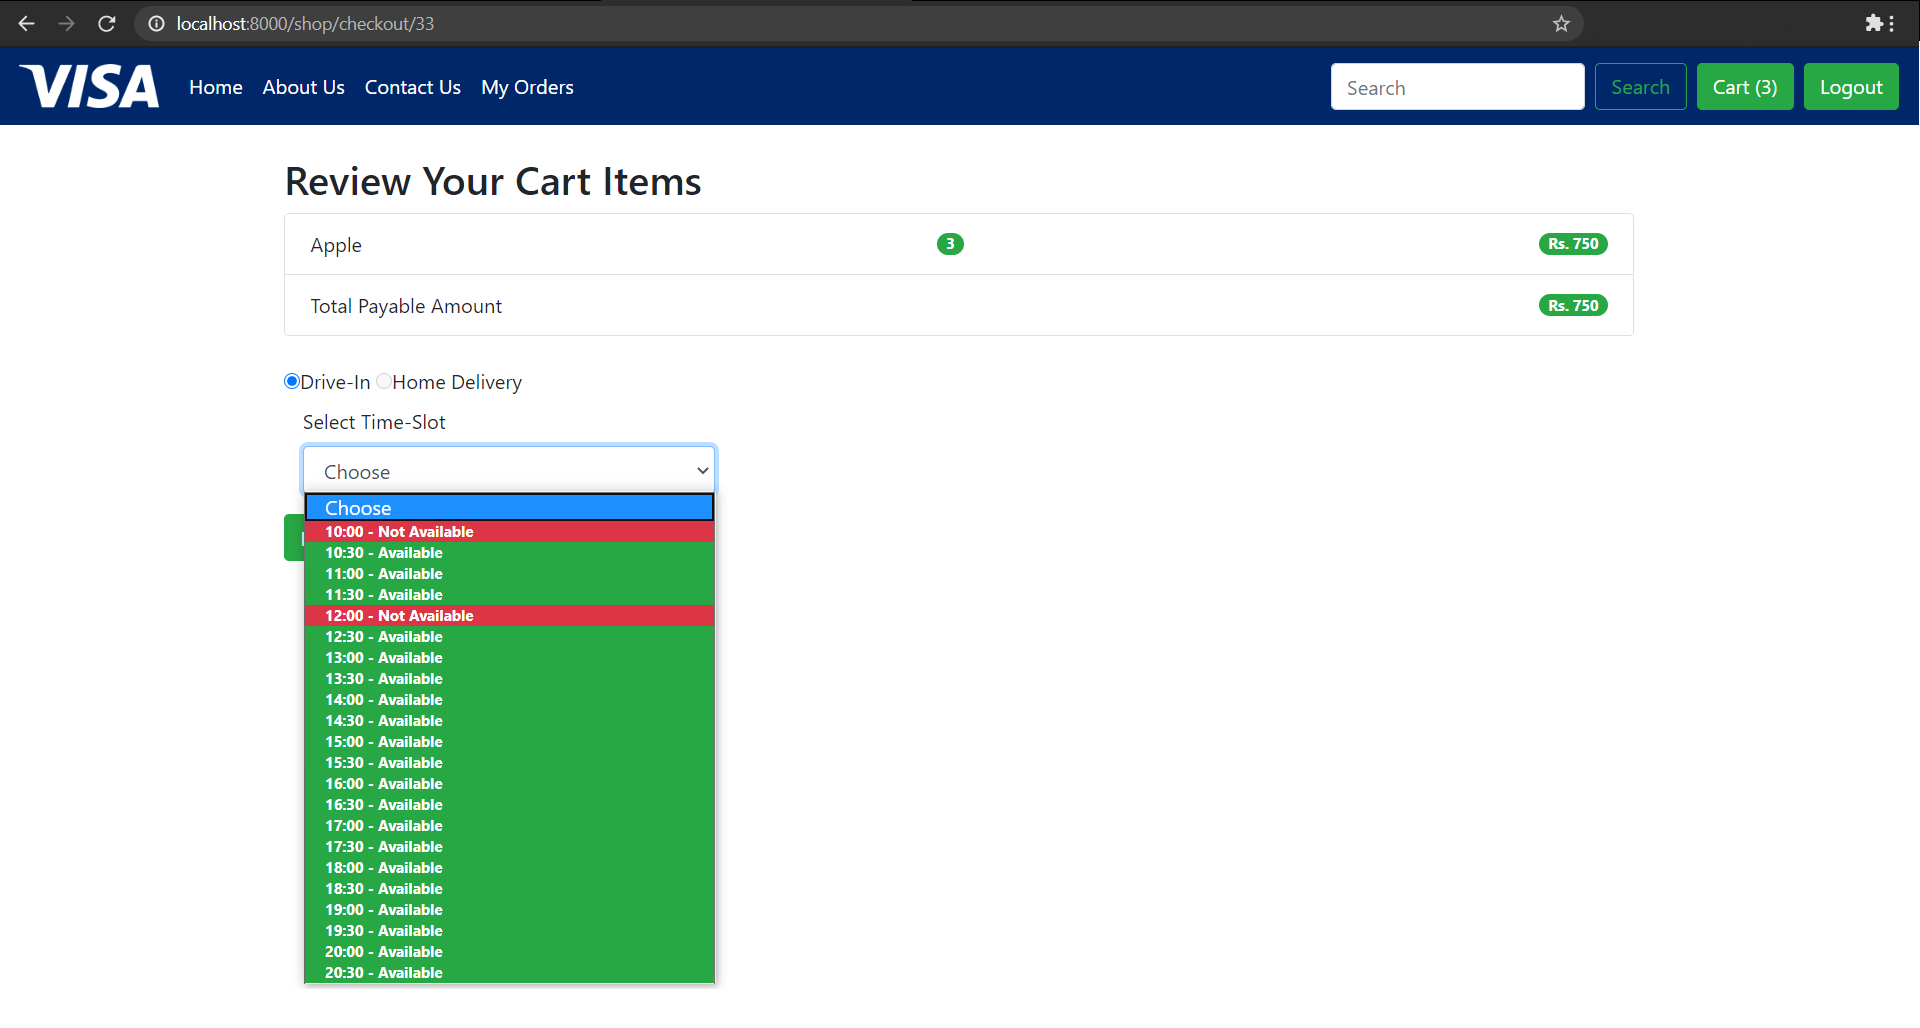 localhost:8000/shop/checkout/33
VISA Home About Us Contact Us My Orders Search Search Cart (3) Logout
Review Your Cart Items
Apple 3 Rs. 750
Total Payable Amount Rs. 750
Drive-In Home Delivery
Select Time-Slot
Choose
Choose
10:00 - Not Available
10:30 - Available
11:00 - Available
11:30 - Available
12:00 - Not Available
12:30 - Available
13:00 - Available
13:30 - Available
14:00 - Available
14:30 - Available
15:00 - Available
15:30 - Available
16:00 - Available
16:30 - Available
17:00 - Available
17:30 - Available
18:00 - Available
18:30 - Available
19:00 - Available
19:30 - Available
20:00 - Available
20:30 - Available